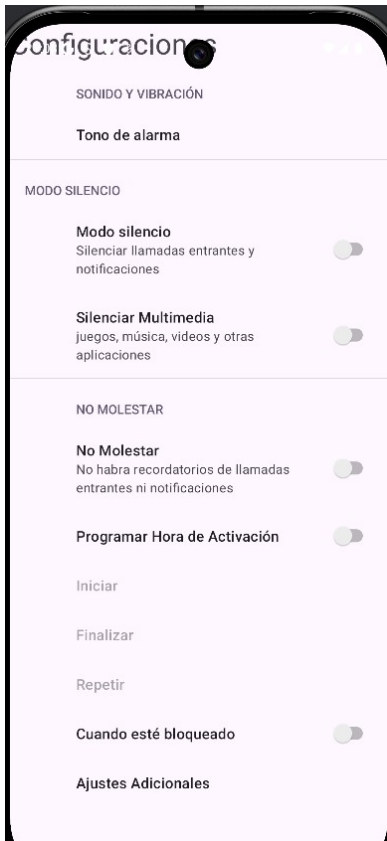 Configuraciones
SONIDO Y VIBRACIÓN
Tono de alarma
MODO SILENCIO
Modo silencio
Silenciar llamadas entrantes y
notificaciones
Silenciar Multimedia
juegos, música, videos y otras
aplicaciones
NO MOLESTAR
No Molestar
No habra recordatorios de llamadas
entrantes ni notificaciones
Programar Hora de Activación
Iniciar
Finalizar
Repetir
Cuando esté bloqueado
Ajustes Adicionales